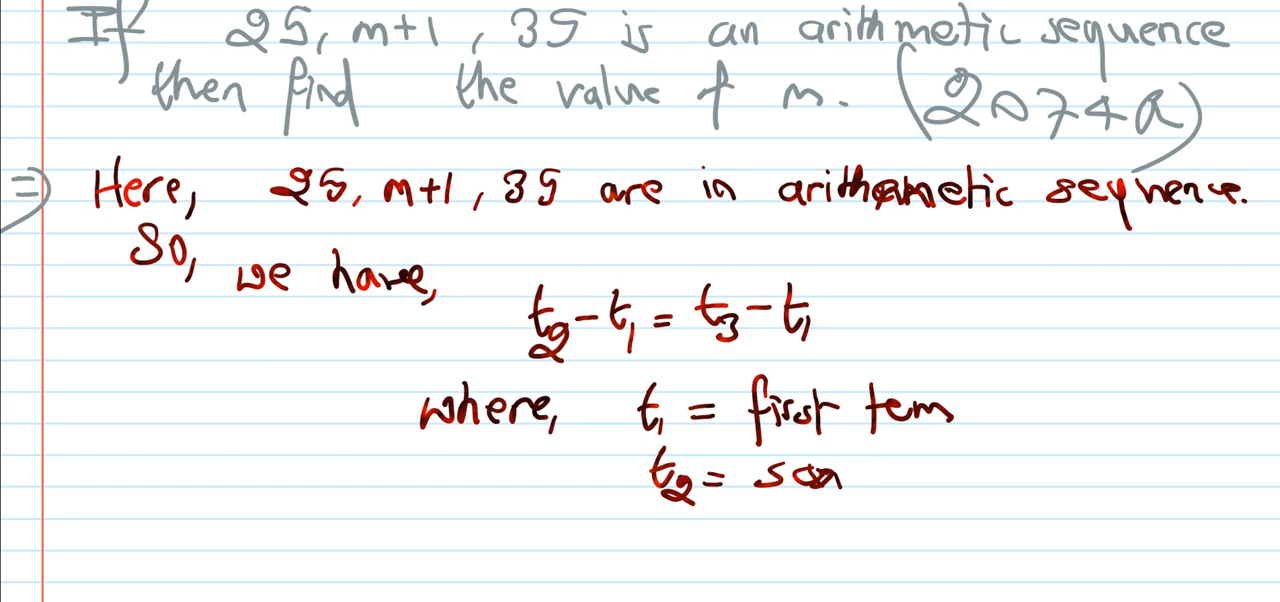 If 25, m+1, 35 is an arithmetic sequence
then find the value of m. (2074 R)
⇒ Here, 25, m+1, 35 are in arithmetic sequence.
So, we have,
t₂ - t₁ = t₃ - t₁
where, t₁ = first term
t₂ =